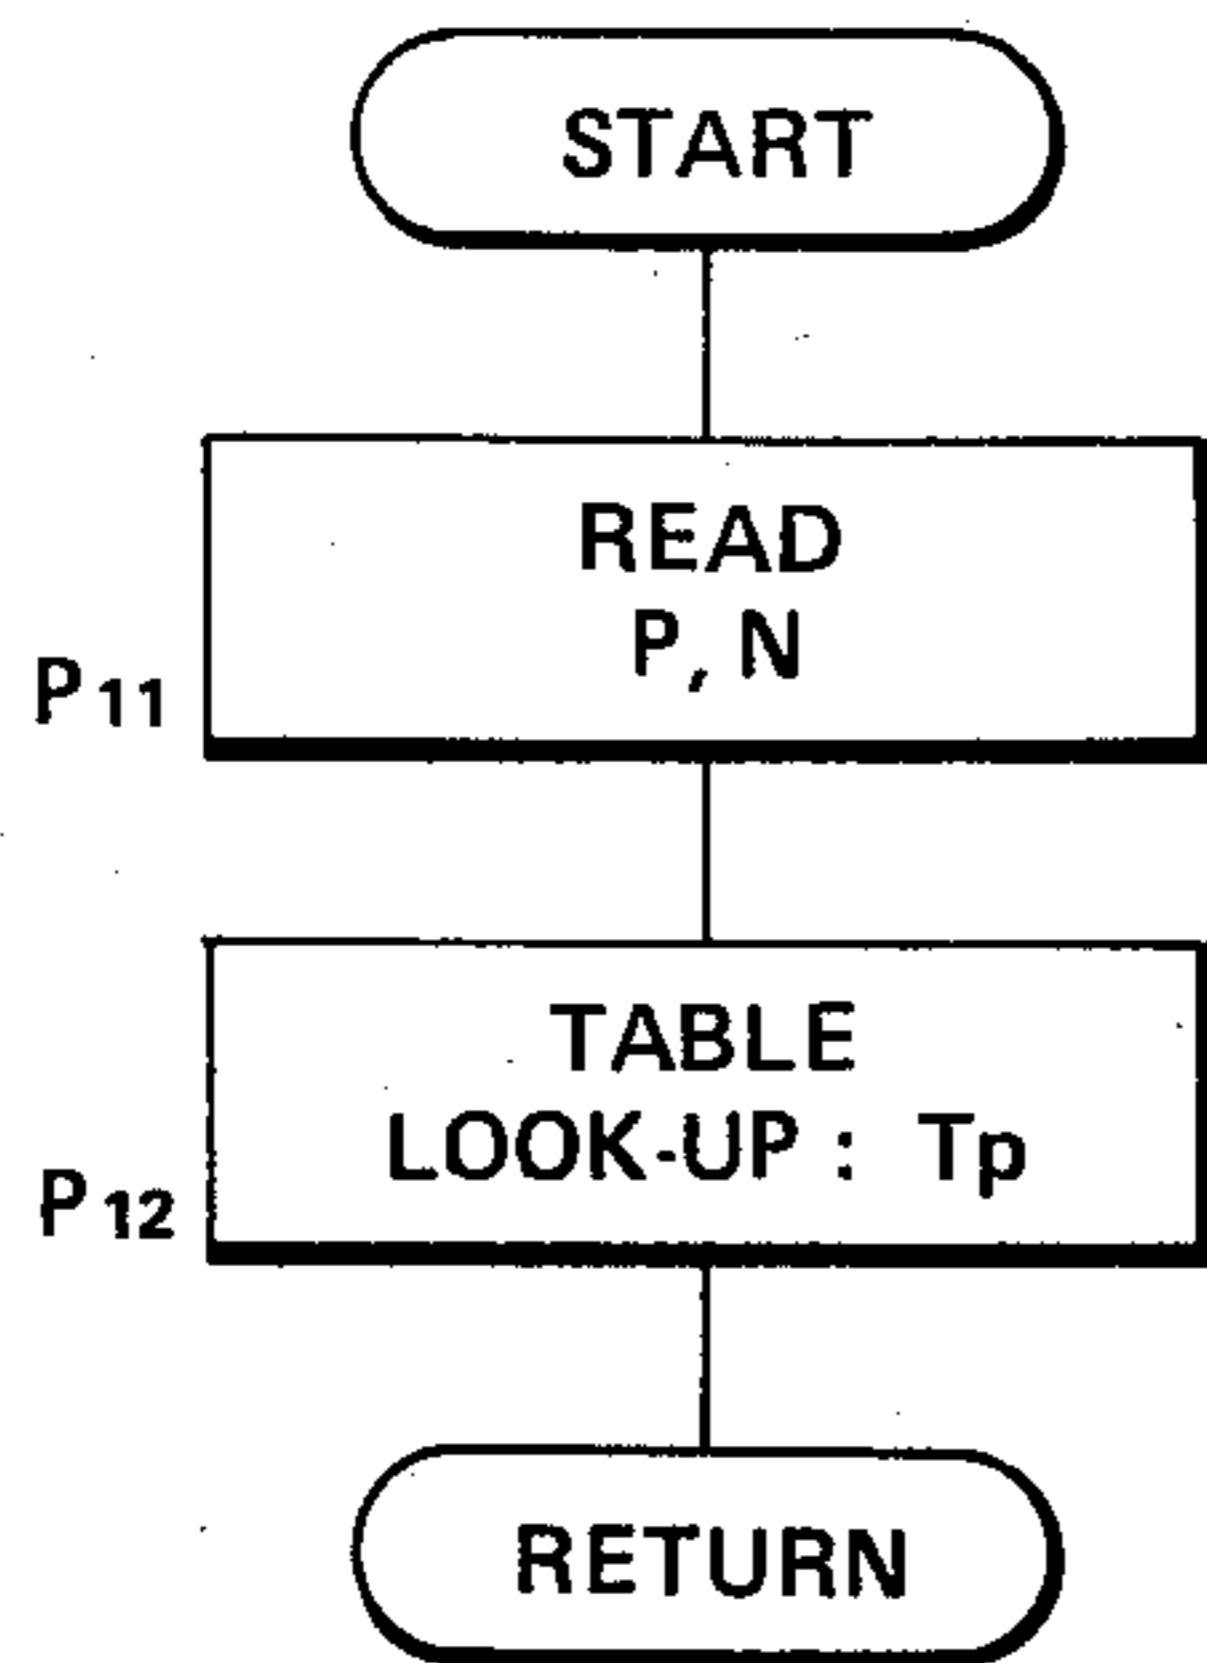 START
READ
P, N
P11
TABLE
LOOK-UP : Tp
P12
RETURN